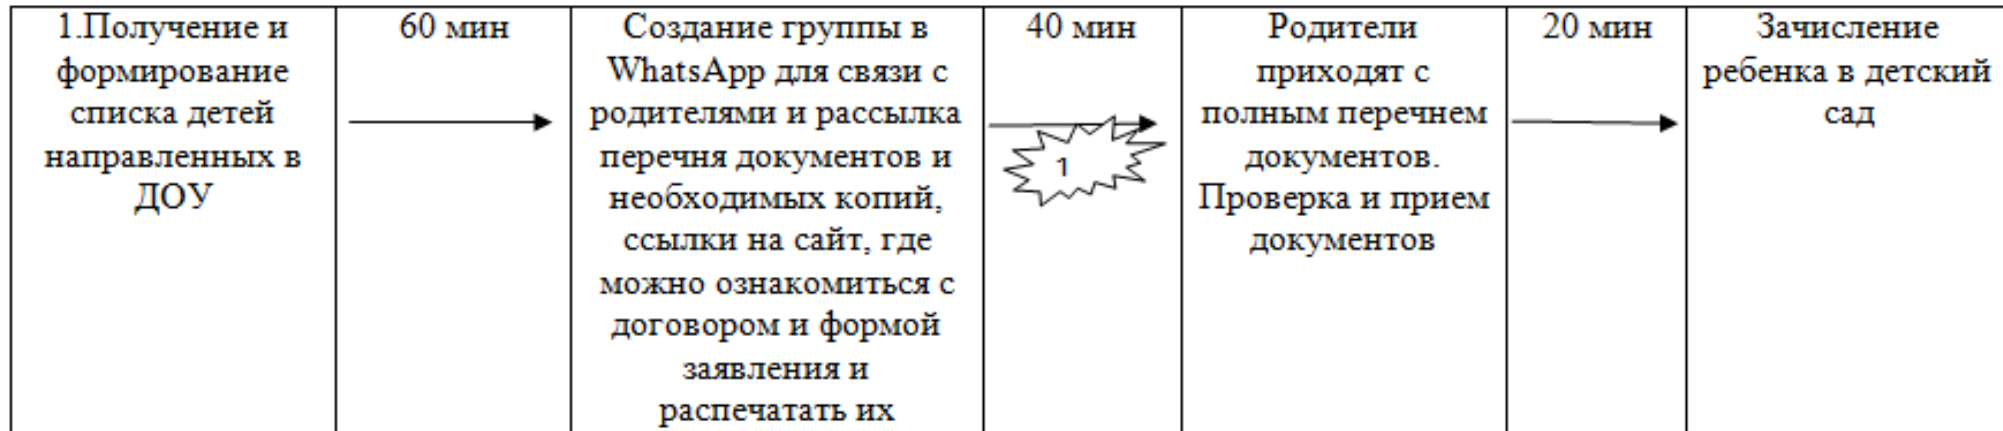 1.Получение и
формирование
списка детей
направленных в
ДОУ
60 мин
Создание группы в
WhatsApp для связи с
родителями и рассылка
перечня документов и
необходимых копий,
ссылки на сайт, где
можно ознакомиться с
договором и формой
заявления и
распечатать их
40 мин
1
Родители
приходят с
полным перечнем
документов.
Проверка и прием
документов
20 мин
Зачисление
ребенка в детский
сад